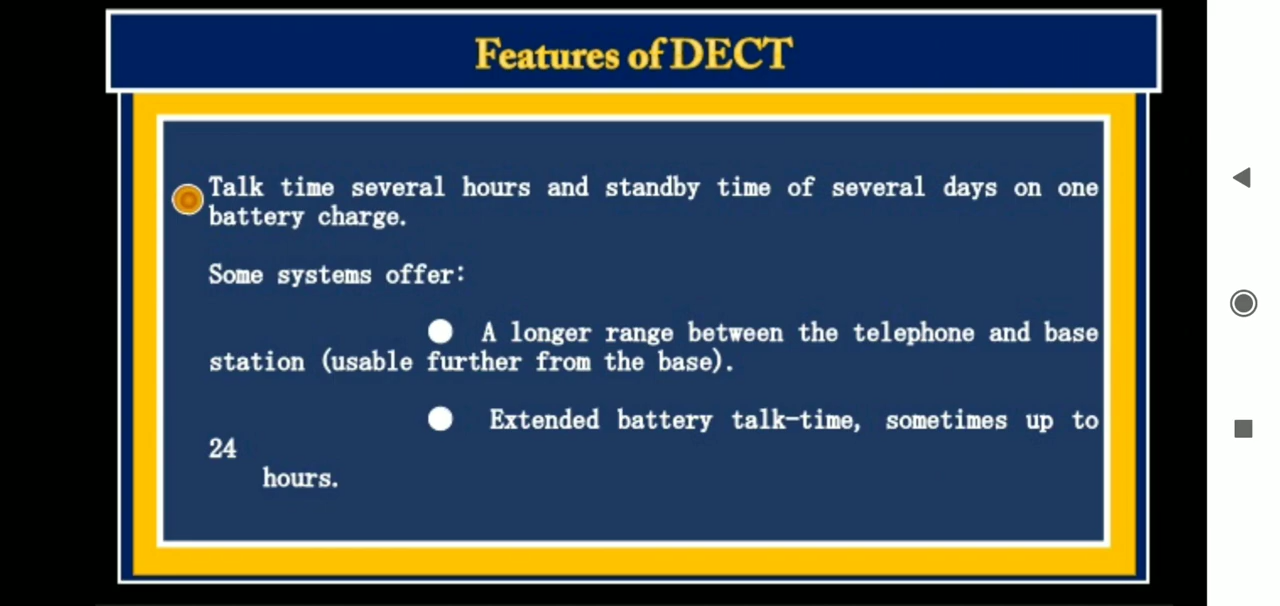 Features of DECT
Talk time several hours and standby time of several days on one
battery charge.
Some systems offer:
A longer range between the telephone and base
station (usable further from the base).
Extended battery talk-time, sometimes up to
24
hours.